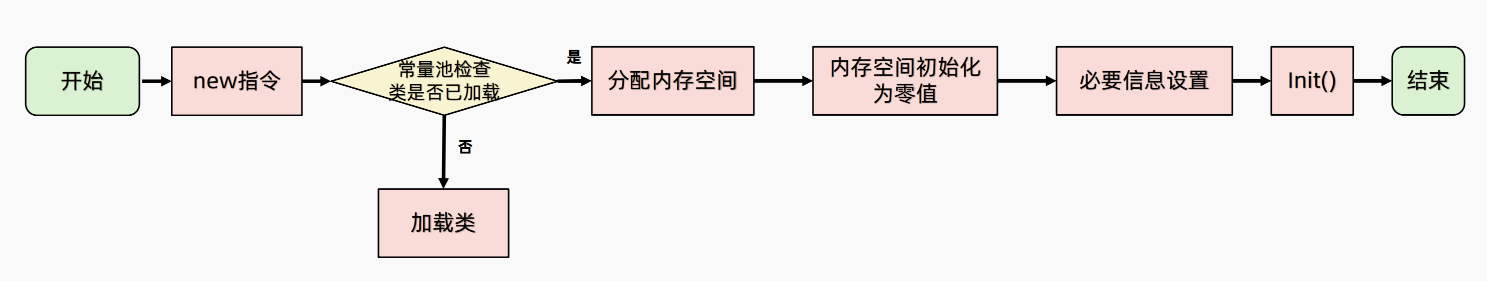 开始
new指令
常量池检查
类是否已加载
是
分配内存空间
内存空间初始化
为零值
必要信息设置
Init()
结束
否
加载类